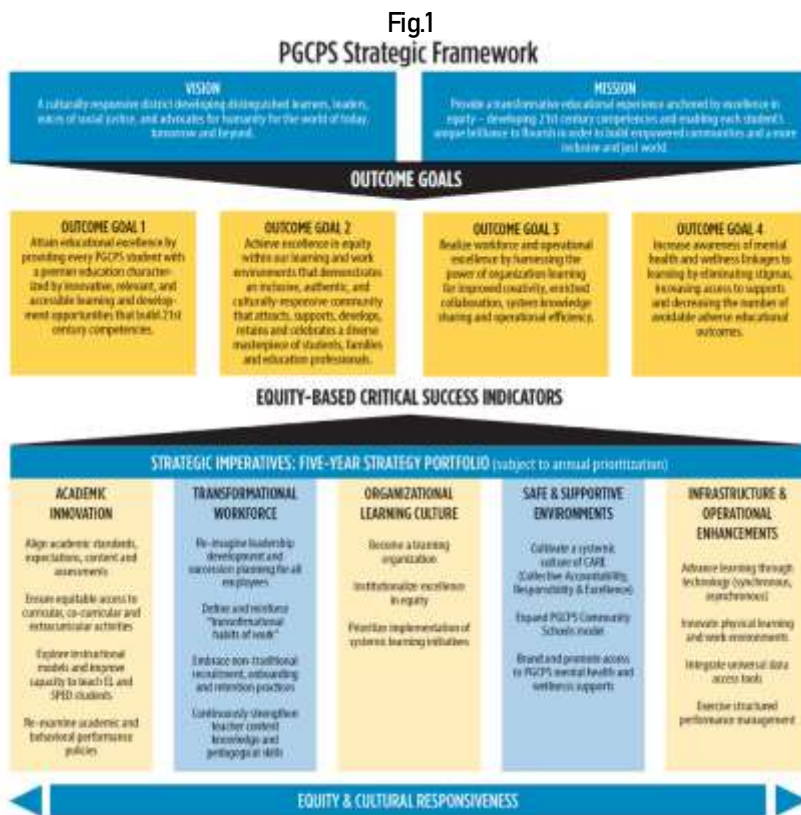 Fig.1
PGCPS Strategic Framework
VISION
A culturally responsive district developing distinguished learners, leaders,
voices of social justice, and advocates for humanity for the world of today,
tomorrow and beyond.
MISSION
Provide a transformative educational experience anchored by excellence in
equity – developing 21st century competencies and enabling each student's
unique brilliance to flourish in order to build empowered communities and a more
inclusive and just world.
OUTCOME GOALS
OUTCOME GOAL 1
Attain educational excellence by
providing every PGCPS student with
a premier education character-
ized by innovative, relevant, and
accessible learning and develop-
ment opportunities that build 21st
century competencies.
OUTCOME GOAL 2
Achieve excellence in equity
within our learning and work
environments that demonstrates
an inclusive, authentic, and
culturally-responsive community
that attracts, supports, develops,
retains and celebrates a diverse
masterpiece of students, families
and education professionals.
OUTCOME GOAL 3
Realize workforce and operational
excellence by harnessing the
power of organization learning
for improved creativity, enriched
collaboration, system knowledge
sharing and operational efficiency.
OUTCOME GOAL 4
Increase awareness of mental
health and wellness linkages to
learning by eliminating stigmas,
increasing access to supports
and decreasing the number of
avoidable adverse educational
outcomes.
EQUITY-BASED CRITICAL SUCCESS INDICATORS
STRATEGIC IMPERATIVES: FIVE-YEAR STRATEGY PORTFOLIO (subject to annual prioritization)
ACADEMIC
INNOVATION
Align academic standards,
expectations, content and
assessments
Ensure equitable access to
curricular, co-curricular and
extracurricular activities
Explore instructional
models and improve
capacity to teach EL and
SPED students
Re-examine academic and
behavioral performance
policies
TRANSFORMATIONAL
WORKFORCE
Re-imagine leadership
development and
succession planning for all
employees
Define and reinforce
"transformational
habits of work"
Embrace non-traditional
recruitment, onboarding
and retention practices
Continuously strengthen
teacher content
knowledge and
pedagogical skills
ORGANIZATIONAL
LEARNING CULTURE
Become a learning
organization
Institutionalize excellence
in equity
Prioritize implementation of
systemic learning initiatives
SAFE & SUPPORTIVE
ENVIRONMENTS
Cultivate a systemic
culture of CARE
(Collective Accountability,
Responsibility & Excellence)
Expand PGCPS Community
Schools model
Brand and promote access
to PGCPS mental health and
wellness supports
INFRASTRUCTURE &
OPERATIONAL
ENHANCEMENTS
Advance learning through
technology (synchronous,
asynchronous)
Innovate physical learning
and work environments
Integrate universal data
access tools
Exercise structured
performance management
EQUITY & CULTURAL RESPONSIVENESS